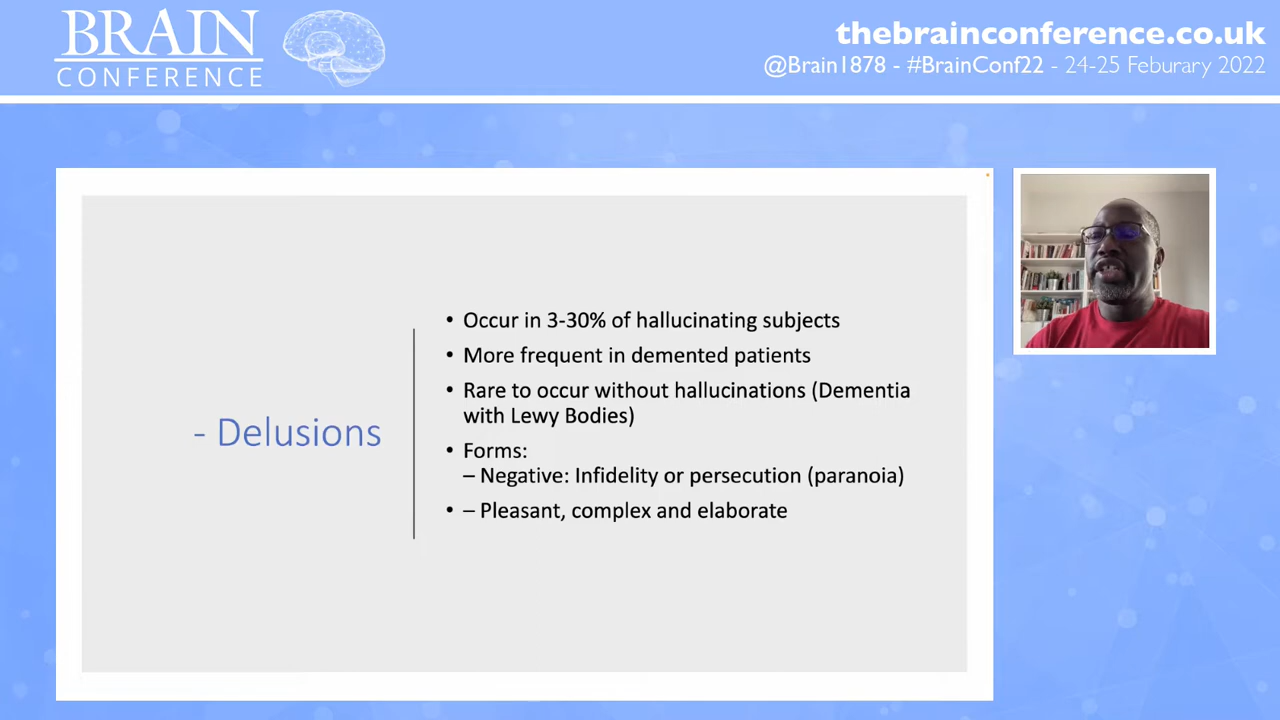 BRAIN
CONFERENCE
thebrainconference.co.uk
@Brain1878 - #BrainConf22 - 24-25 Feburary 2022
- Delusions
• Occur in 3-30% of hallucinating subjects
• More frequent in demented patients
• Rare to occur without hallucinations (Dementia
with Lewy Bodies)
• Forms:
– Negative: Infidelity or persecution (paranoia)
• – Pleasant, complex and elaborate